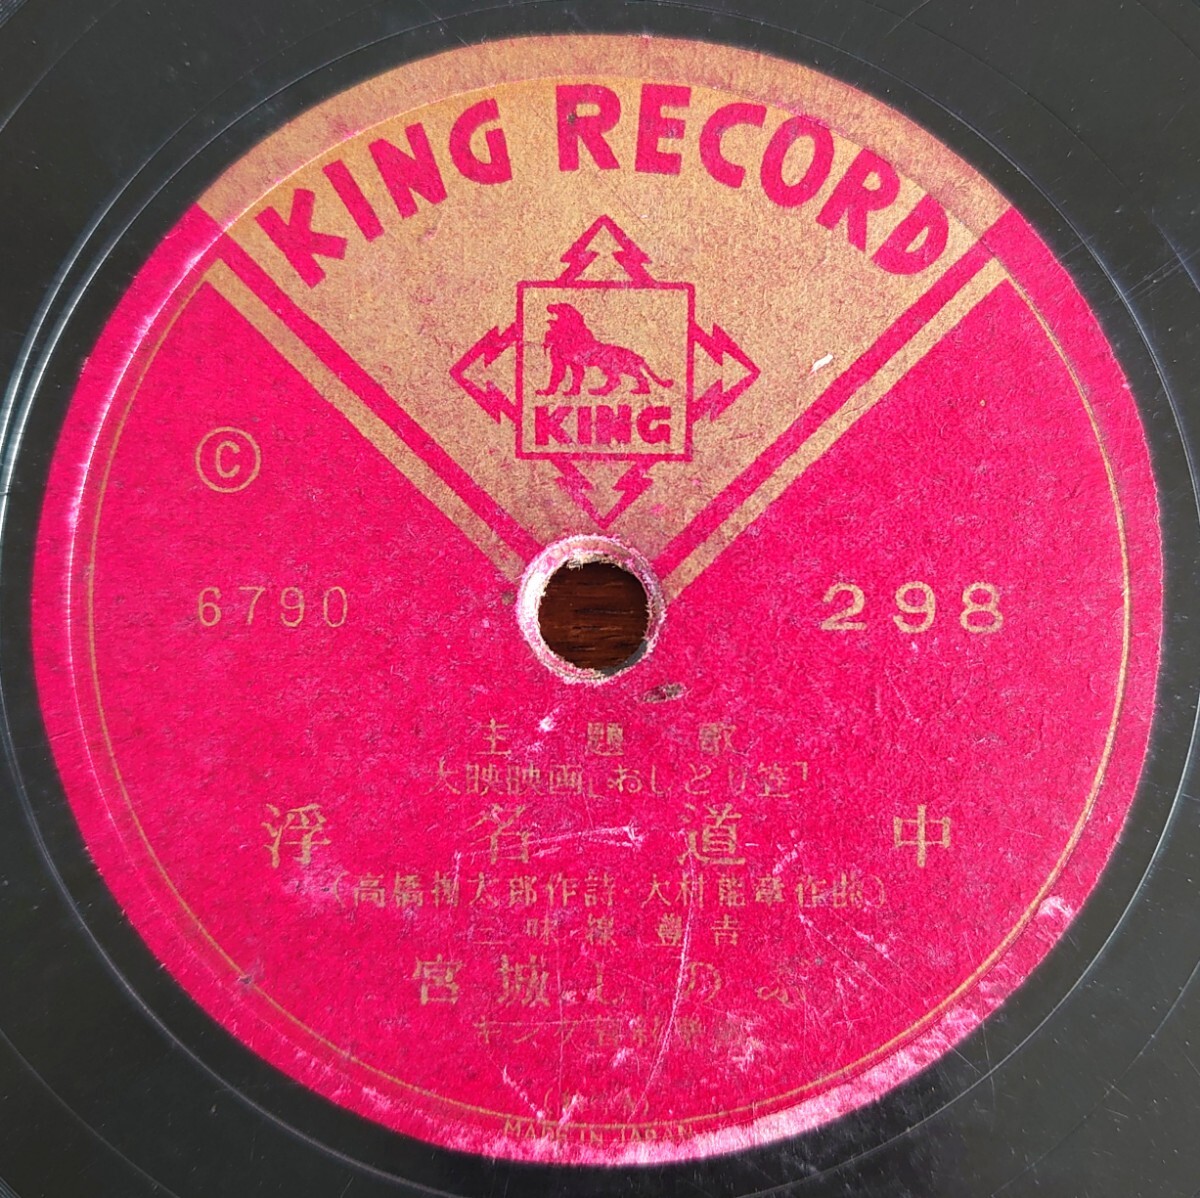 KING RECORD
KING
©
6790
298
主題歌
大映映画「おしどり笠」
浮名道中
(高橋掬太郎作詩・大村能章作曲)
三味線 豊吉
宮城しのぶ
キング管絃楽團
MADE IN JAPAN